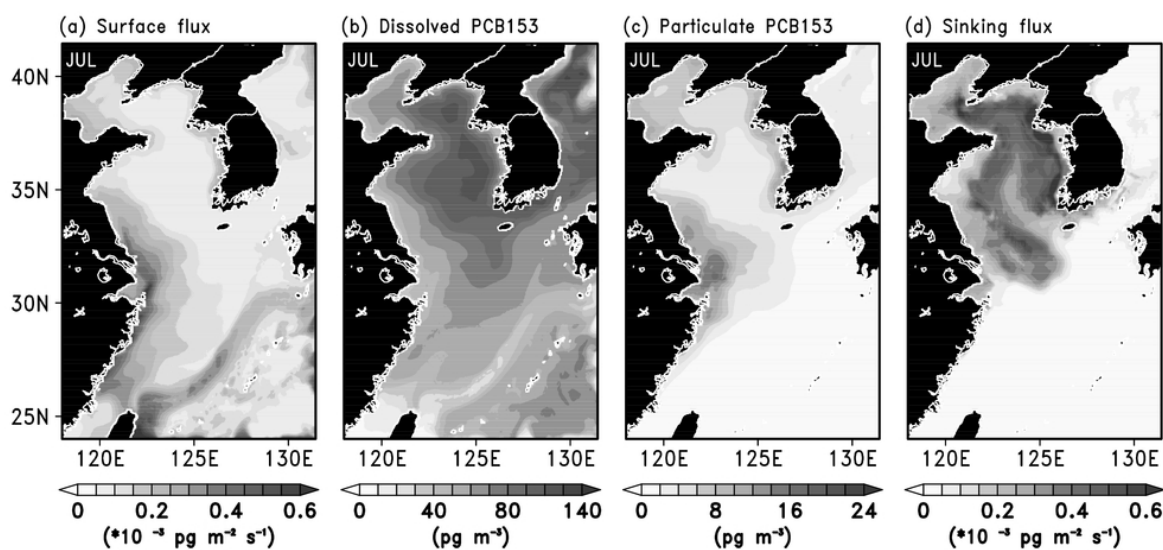 (a) Surface flux (b) Dissolved PCB153 (c) Particulate PCB153 (d) Sinking flux
JUL JUL JUL JUL
40N
35N
30N
25N
120E 125E 130E 120E 125E 130E 120E 125E 130E 120E 125E 130E
0 0.2 0.4 0.6 0 40 80 140 0 8 16 24 0 0.2 0.4 0.6
(*10 ⁻³ pg m⁻² s⁻¹) (pg m⁻³) (pg m⁻³) (*10 ⁻³ pg m⁻² s⁻¹)